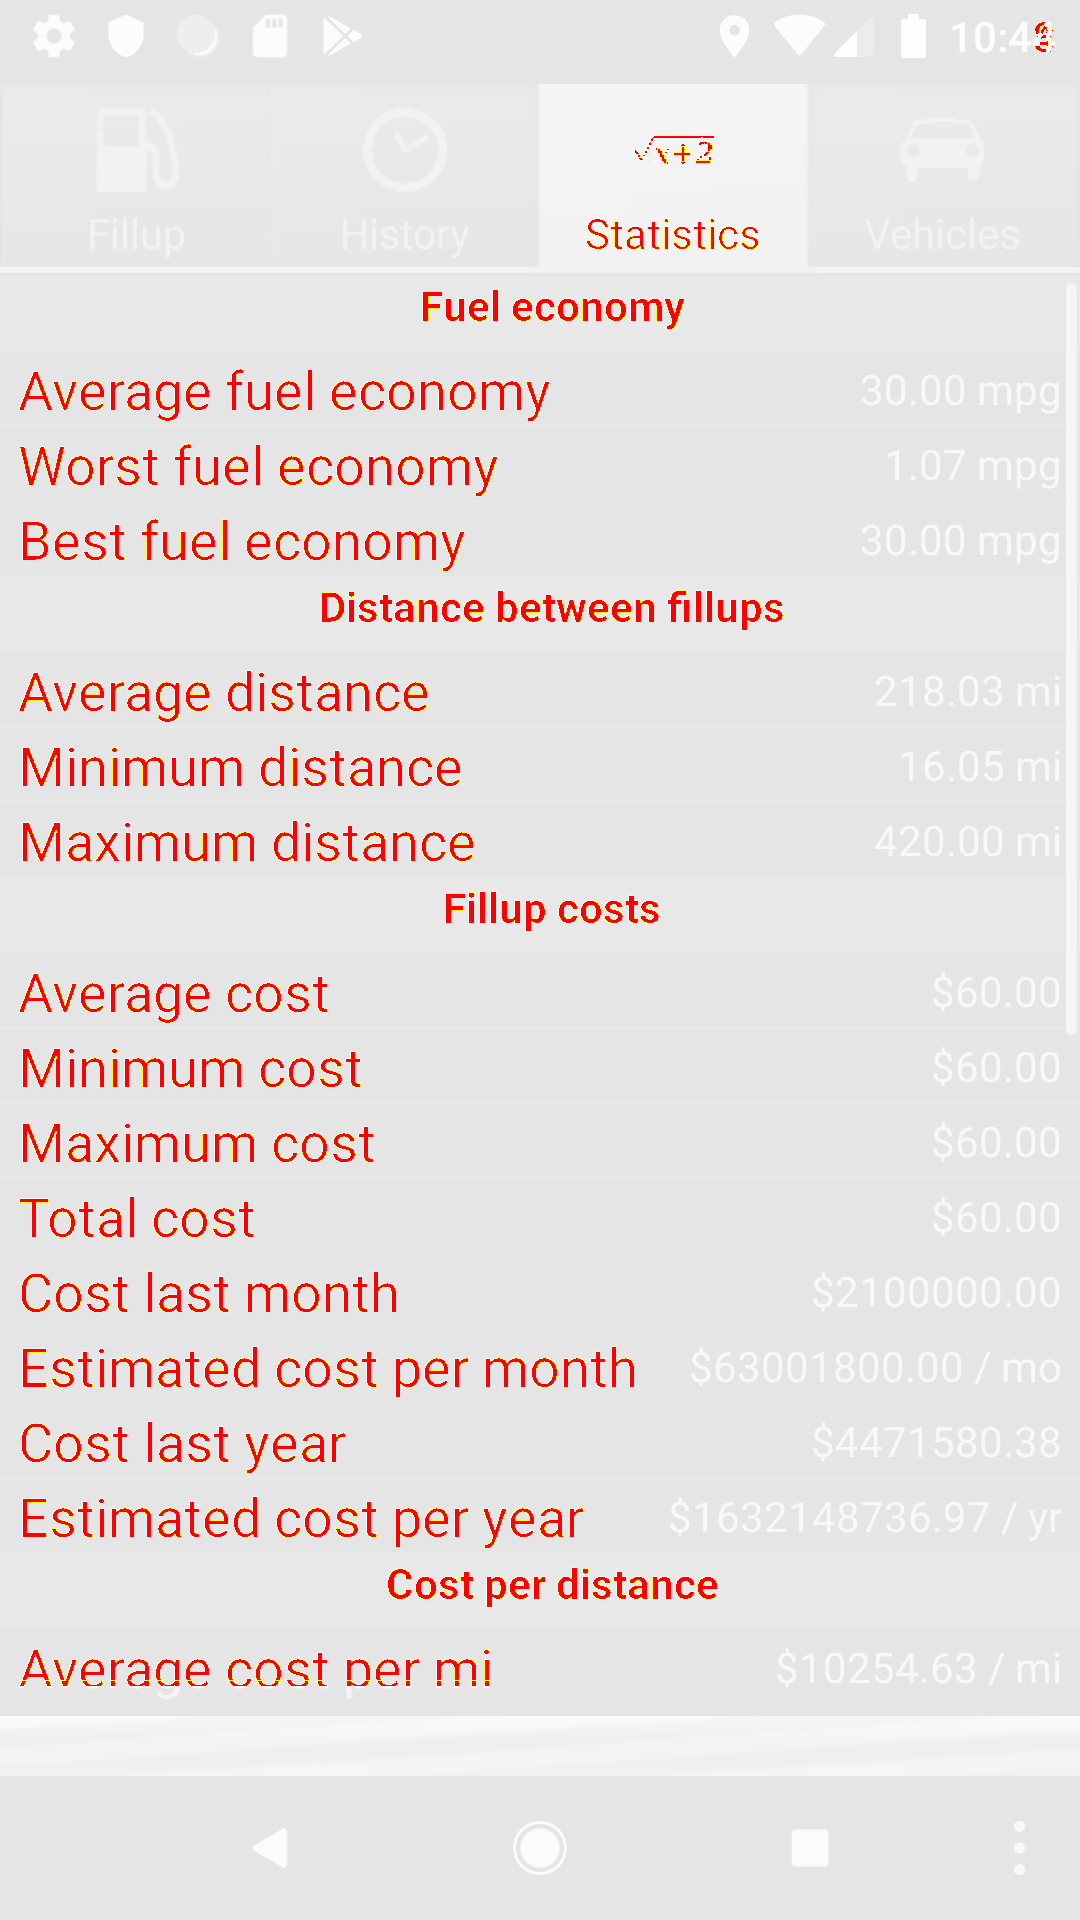 Fillup
History
√x+2
Statistics
Vehicles
Fuel economy
Average fuel economy 30.00 mpg
Worst fuel economy 1.07 mpg
Best fuel economy 30.00 mpg
Distance between fillups
Average distance 218.03 mi
Minimum distance 16.05 mi
Maximum distance 420.00 mi
Fillup costs
Average cost $60.00
Minimum cost $60.00
Maximum cost $60.00
Total cost $60.00
Cost last month $2100000.00
Estimated cost per month $63001800.00 / mo
Cost last year $4471580.38
Estimated cost per year $1632148736.97 / yr
Cost per distance
Average cost per mi $10254.63 / mi